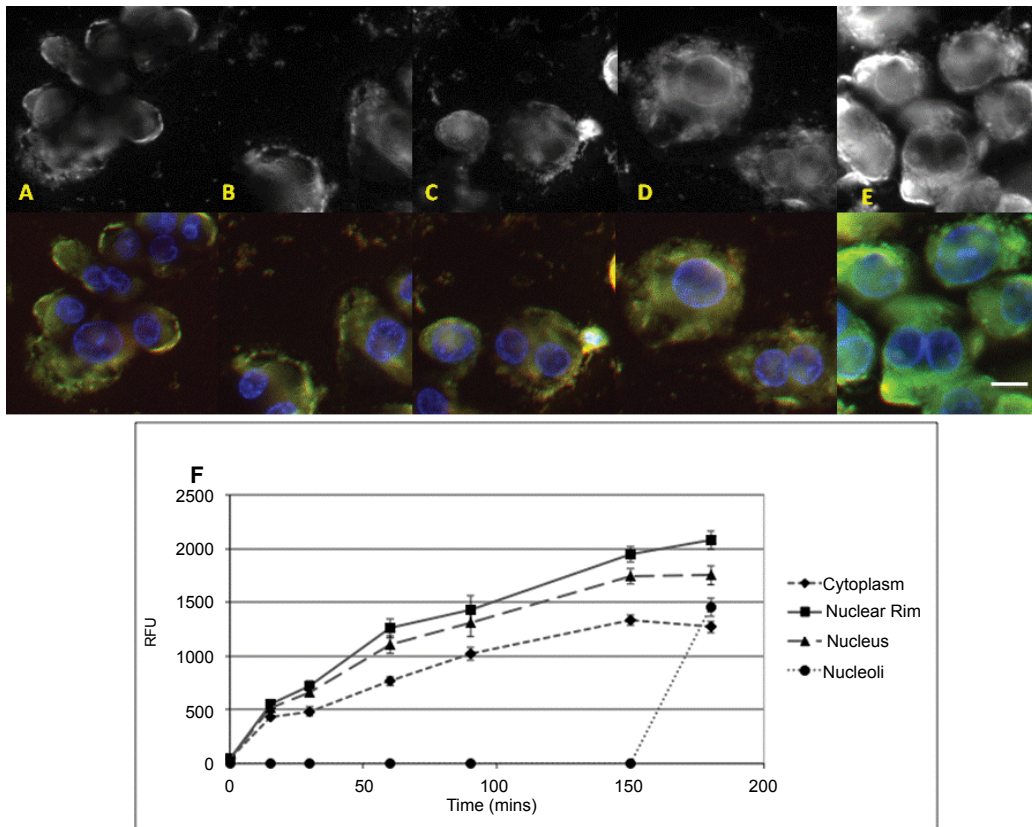 A B C D E
F
2500
2000
1500
1000
500
0
0 50 100 150 200
RFU
Time (mins)
Cytoplasm
Nuclear Rim
Nucleus
Nucleoli